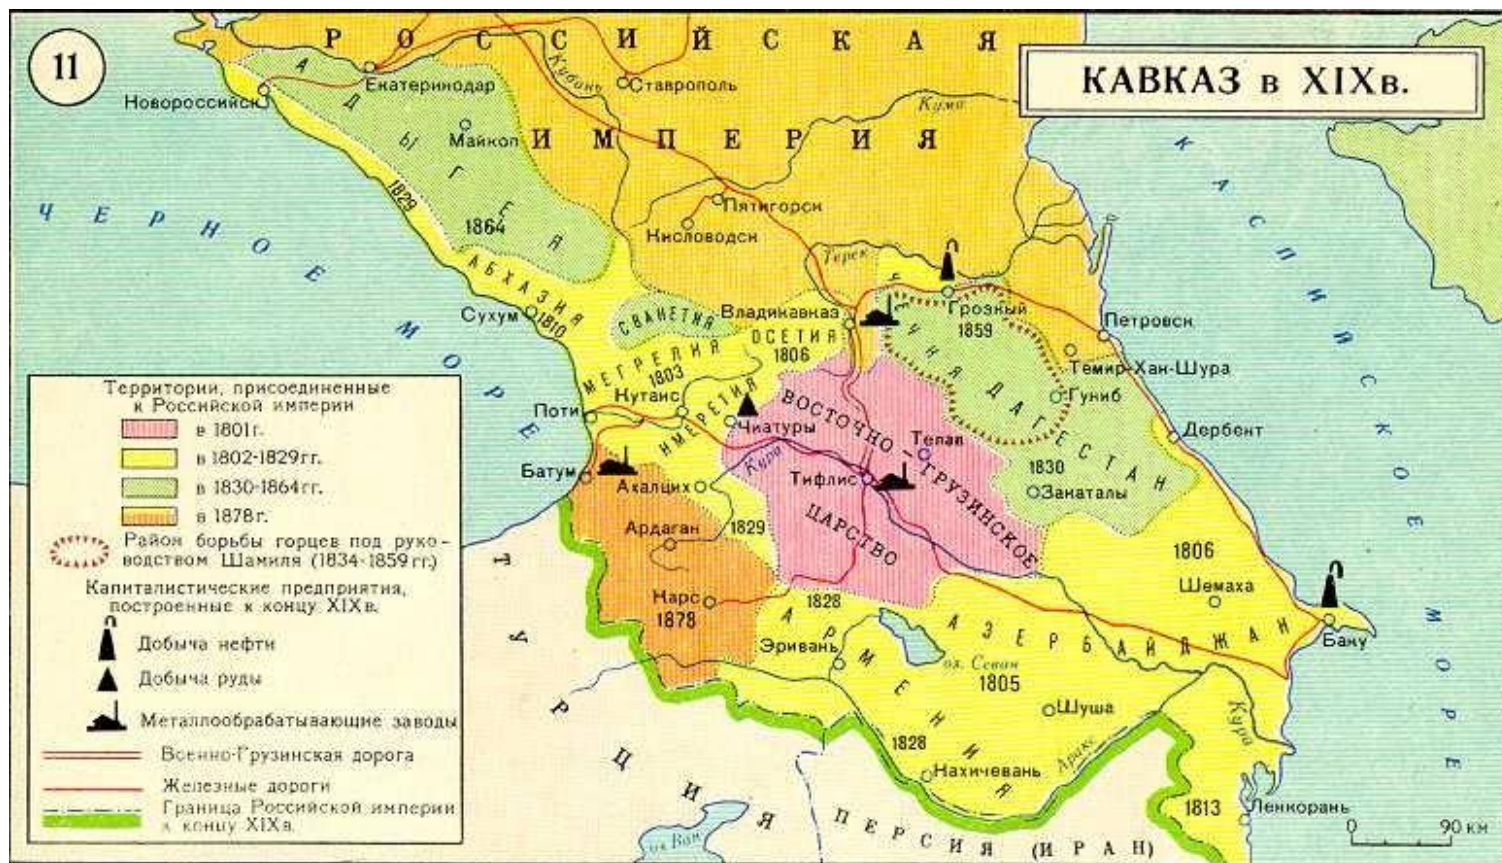 11
КАВКАЗ в XIXв.
РОССИЙСКАЯ
ИМПЕРИЯ
ЧЕРНОЕ МОРЕ
КАСПИЙСКОЕ МОРЕ
Новороссийск
Екатеринодар
Кубань
Ставрополь
Кума
АДЫГЕЯ
Майкоп
1829
1864
Пятигорск
Кисловодск
Терек
АБХАЗИЯ
Сухум
1810
СВАНЕТИЯ
Владикавказ
ОСЕТИЯ
1806
МЕГРЕЛИЯ
1803
ЧЕЧНЯ
Грозный
1859
Петровск
Темир-Хан-Шура
Гуниб
ДАГЕСТАН
Дербент
1830
Закаталы
Поти
Кутаис
ИМЕРЕТИЯ
Чиатуры
ВОСТОЧНО-ГРУЗИНСКОЕ
ЦАРСТВО
Телав
Тифлис
Кура
Батум
Ахалцих
1829
Ардаган
Карс
1878
1828
1806
Шемаха
Баку
АЗЕРБАЙДЖАН
АРМЕНИЯ
Эривань
оз. Севан
1805
Шуша
1828
Нахичевань
Аракс
Кура
1813
Ленкорань
ТУРЦИЯ
оз. Ван
ПЕРСИЯ (ИРАН)
0 90 км
Территории, присоединенные
к Российской империи
в 1801г.
в 1802-1829гг.
в 1830-1864гг.
в 1878г.
Район борьбы горцев под руко-
водством Шамиля (1834-1859гг.)
Капиталистические предприятия,
построенные к концу XIXв.
Добыча нефти
Добыча руды
Металлообрабатывающие заводы
Военно-Грузинская дорога
Железные дороги
Граница Российской империи
к концу XIXв.